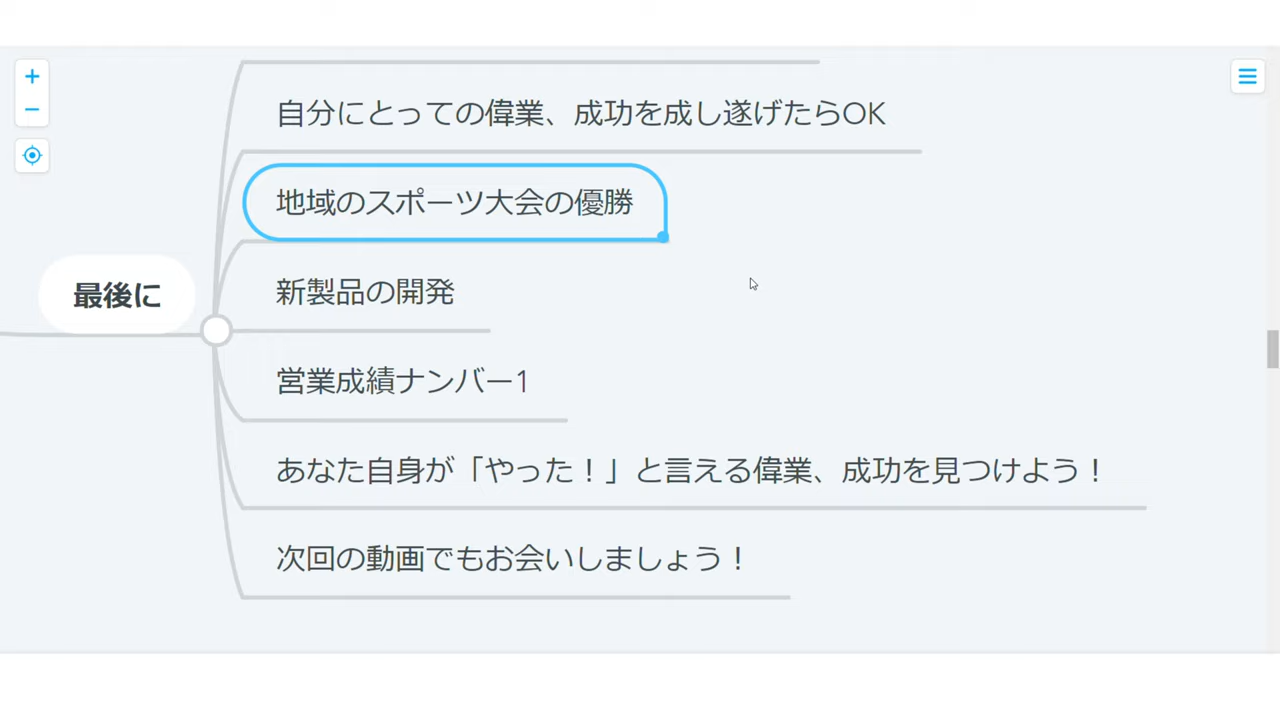 自分にとっての偉業、成功を成し遂げたらOK
地域のスポーツ大会の優勝
最後に
新製品の開発
営業成績ナンバー1
あなた自身が「やった！」と言える偉業、成功を見つけよう！
次回の動画でもお会いしましょう！